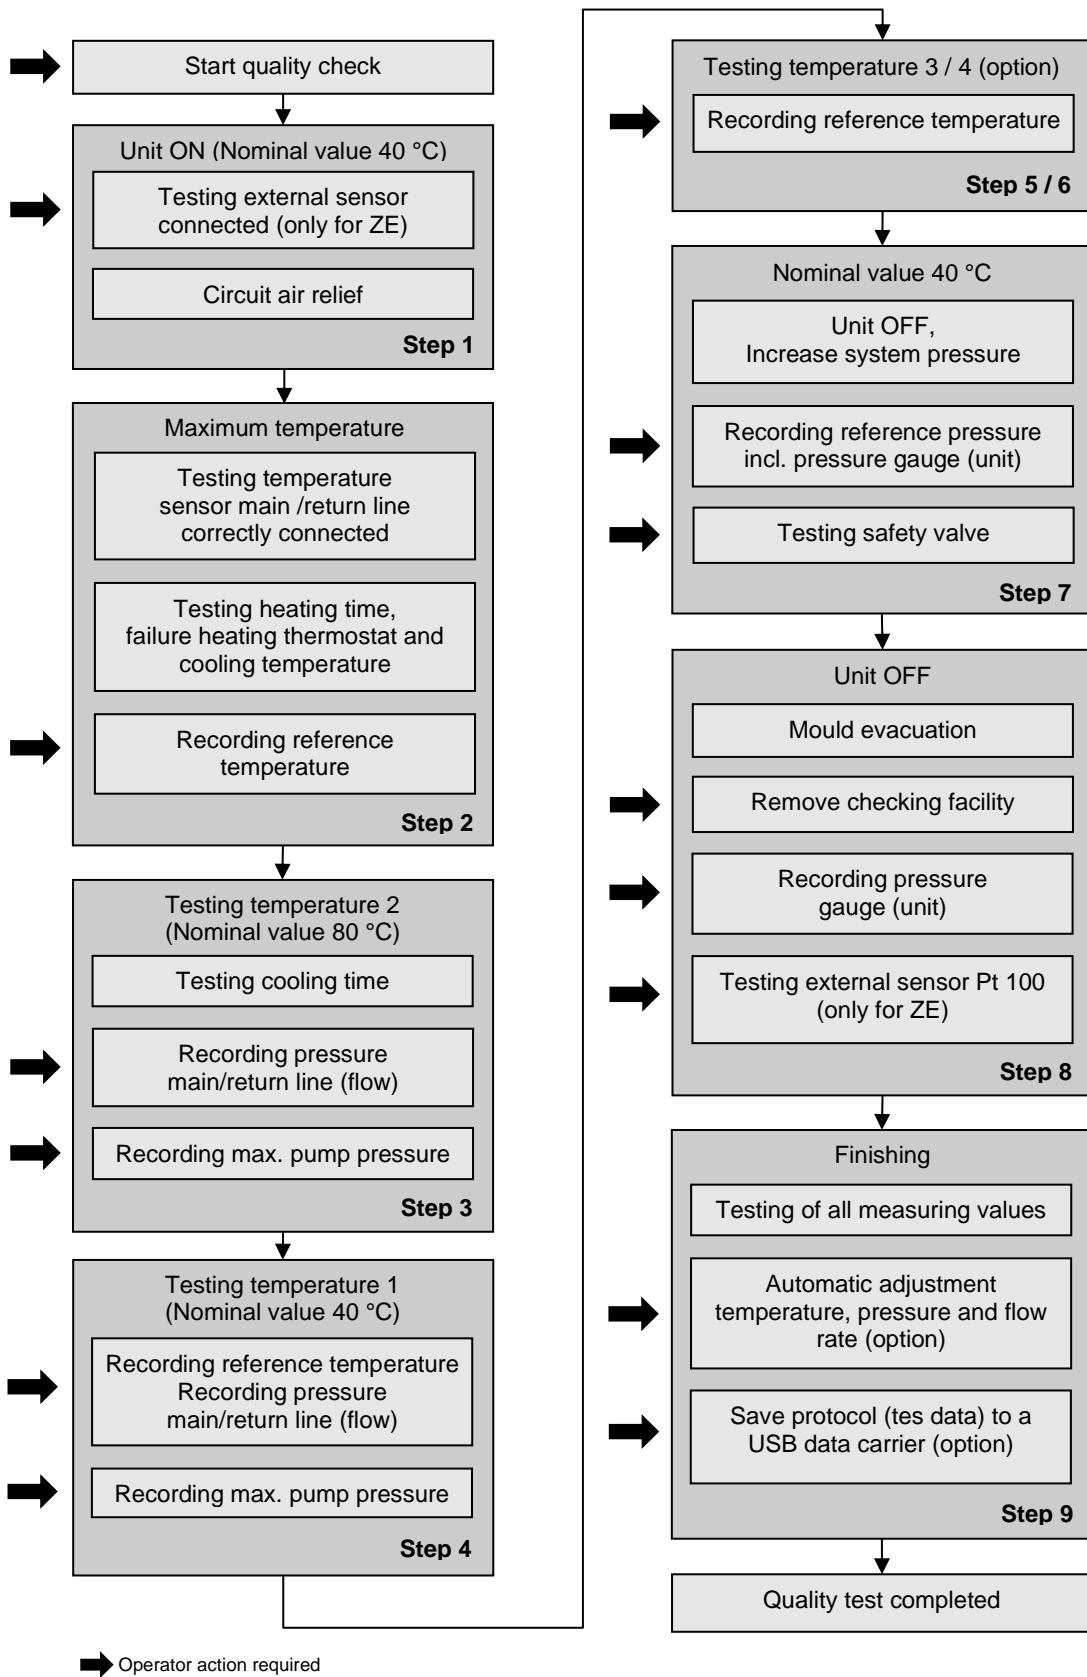 Start quality check
Unit ON (Nominal value 40 °C)
Testing external sensor
connected (only for ZE)
Circuit air relief
Step 1
Maximum temperature
Testing temperature
sensor main /return line
correctly connected
Testing heating time,
failure heating thermostat and
cooling temperature
Recording reference
temperature
Step 2
Testing temperature 2
(Nominal value 80 °C)
Testing cooling time
Recording pressure
main/return line (flow)
Recording max. pump pressure
Step 3
Testing temperature 1
(Nominal value 40 °C)
Recording reference temperature
Recording pressure
main/return line (flow)
Recording max. pump pressure
Step 4
Testing temperature 3 / 4 (option)
Recording reference temperature
Step 5 / 6
Nominal value 40 °C
Unit OFF,
Increase system pressure
Recording reference pressure
incl. pressure gauge (unit)
Testing safety valve
Step 7
Unit OFF
Mould evacuation
Remove checking facility
Recording pressure
gauge (unit)
Testing external sensor Pt 100
(only for ZE)
Step 8
Finishing
Testing of all measuring values
Automatic adjustment
temperature, pressure and flow
rate (option)
Save protocol (tes data) to a
USB data carrier (option)
Step 9
Quality test completed
Operator action required